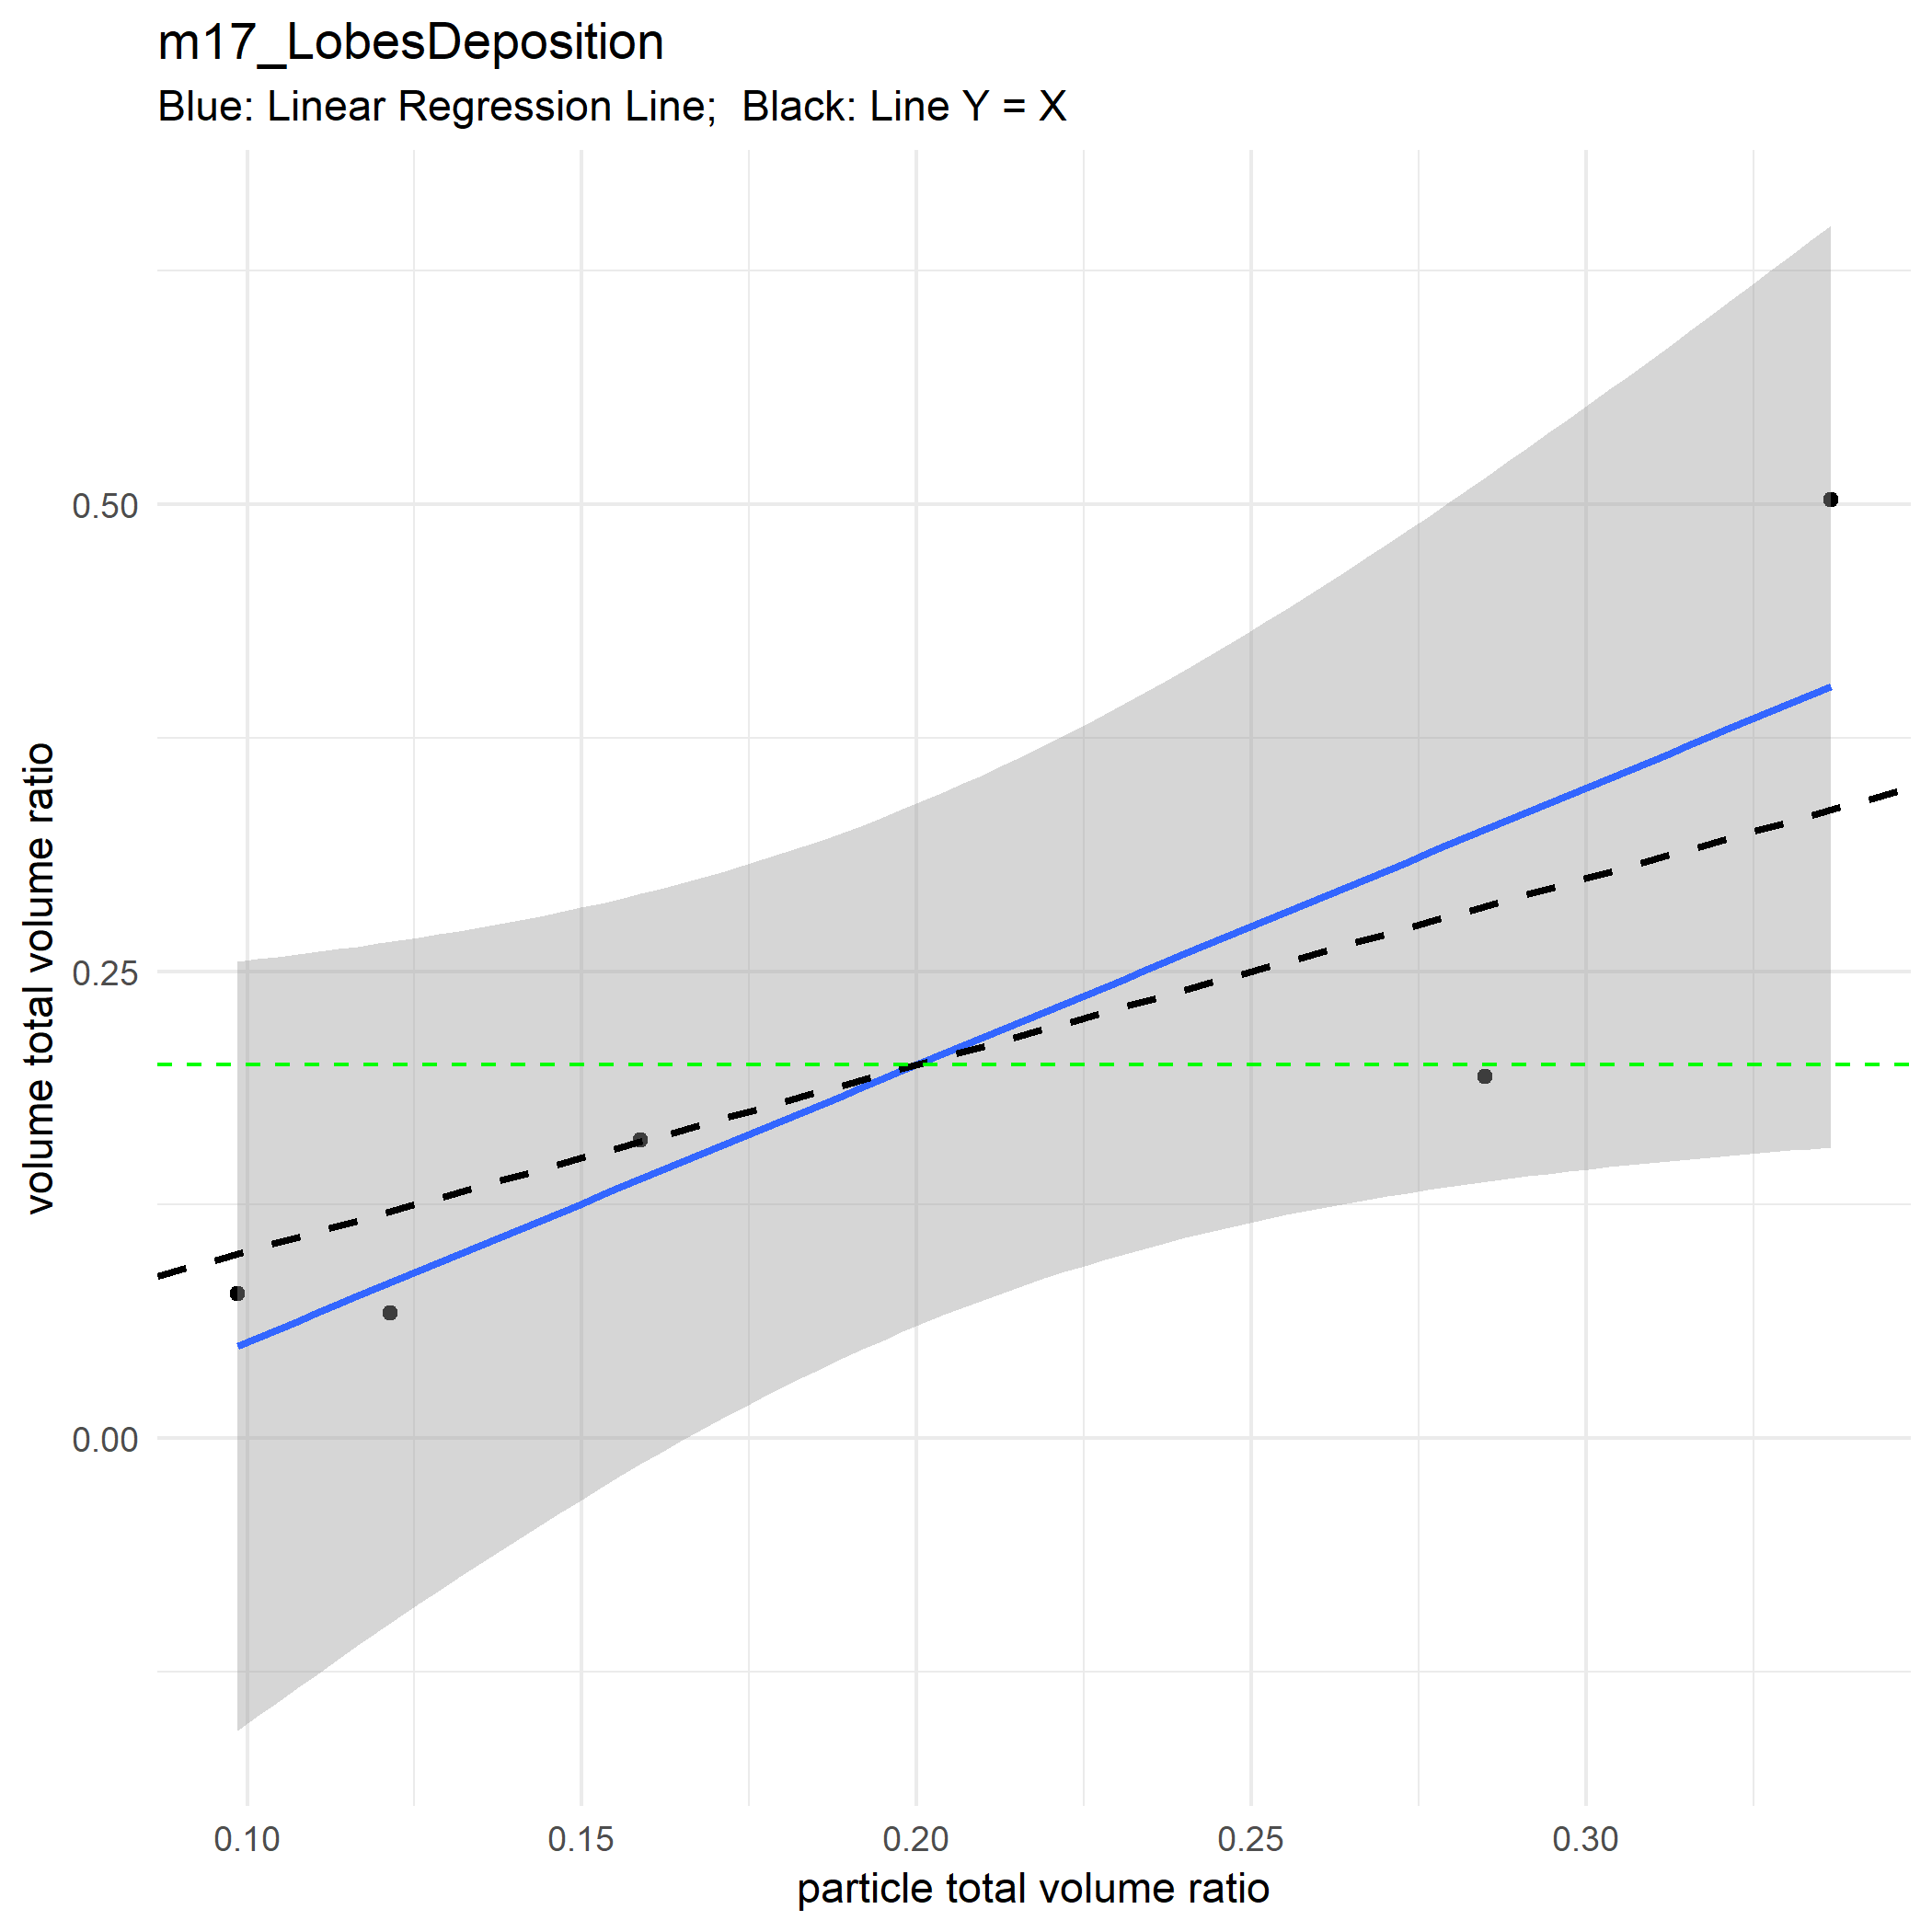 m17_LobesDeposition
Blue: Linear Regression Line;  Black: Line Y = X
volume total volume ratio
0.50
0.25
0.00
0.10 0.15 0.20 0.25 0.30
particle total volume ratio